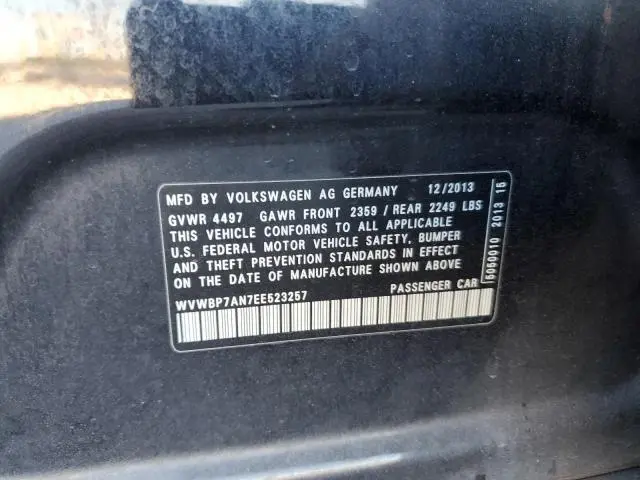 MFD BY VOLKSWAGEN AG GERMANY 12/2013
GVWR 4497 GAWR FRONT 2359 / REAR 2249 LBS
THIS VEHICLE CONFORMS TO ALL APPLICABLE
U.S. FEDERAL MOTOR VEHICLE SAFETY, BUMPER
AND THEFT PREVENTION STANDARDS IN EFFECT
ON THE DATE OF MANUFACTURE SHOWN ABOVE
WVWBP7AN7EE523257 PASSENGER CAR
5050010 2013 15